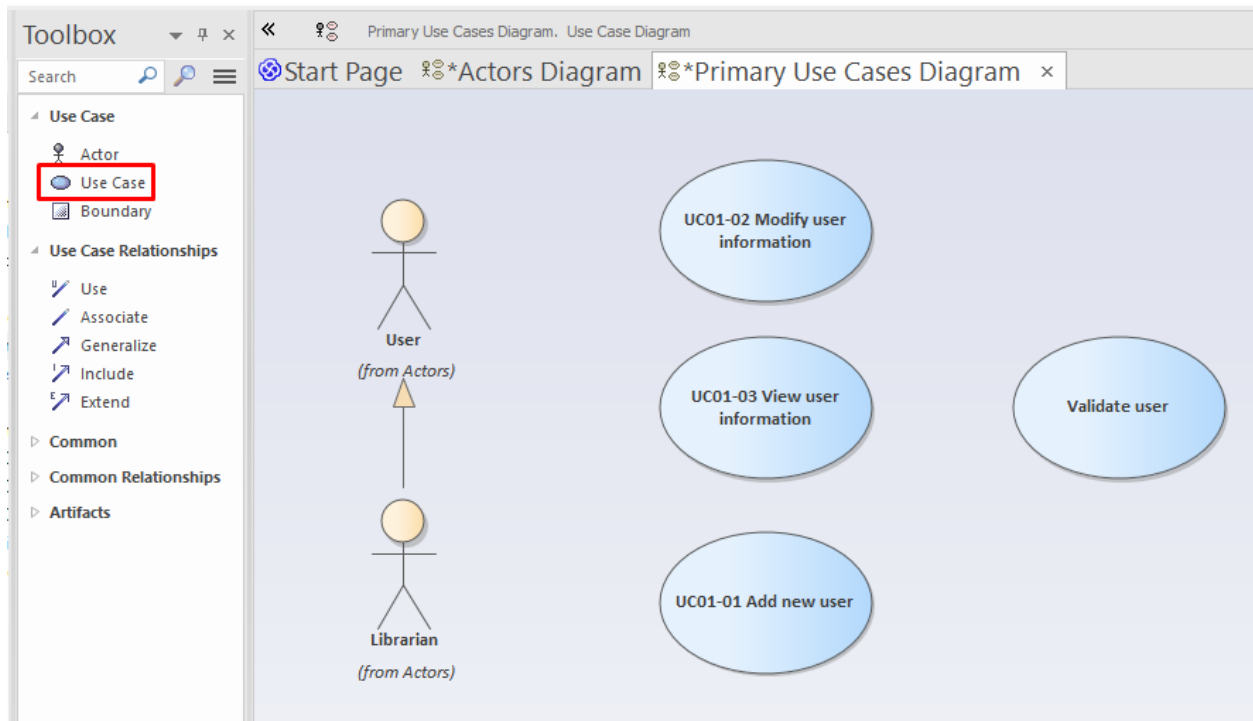 Toolbox
Search
Use Case
Actor
Use Case
Boundary
Use Case Relationships
Use
Associate
Generalize
Include
Extend
Common
Common Relationships
Artifacts
Primary Use Cases Diagram. Use Case Diagram
Start Page *Actors Diagram *Primary Use Cases Diagram ×
User
(from Actors)
Librarian
(from Actors)
UC01-02 Modify user
information
UC01-03 View user
information
UC01-01 Add new user
Validate user